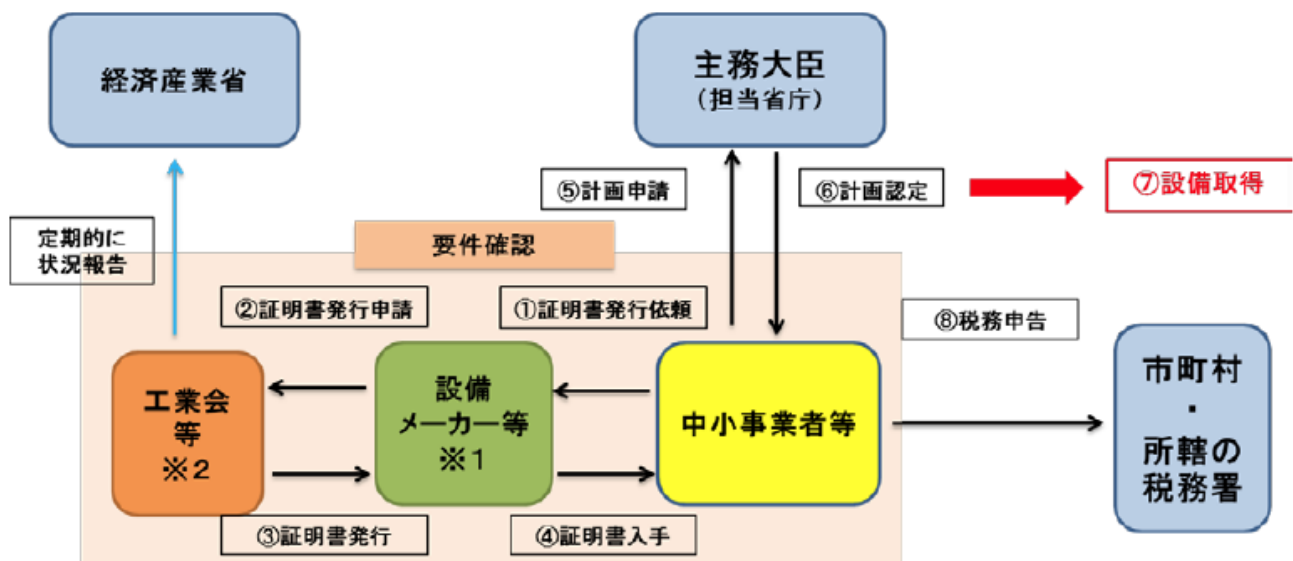 経済産業省
主務大臣
(担当省庁)
⑤計画申請
⑥計画認定
⑦設備取得
定期的に
状況報告
要件確認
②証明書発行申請
①証明書発行依頼
⑧税務申告
工業会
等
※2
設備
メーカー等
※1
中小事業者等
市町村
・
所轄の
税務署
③証明書発行
④証明書入手